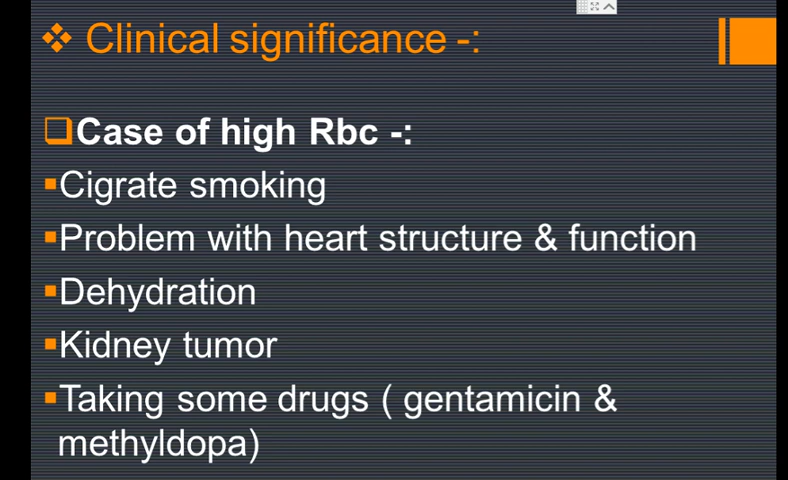 Clinical significance -:
Case of high Rbc -:
Cigrate smoking
Problem with heart structure & function
Dehydration
Kidney tumor
Taking some drugs ( gentamicin &
methyldopa)